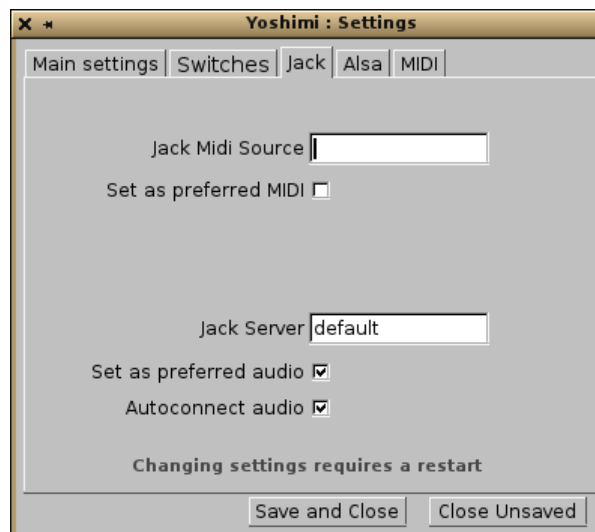 Yoshimi : Settings
Main settings Switches Jack Alsa MIDI
Jack Midi Source
Set as preferred MIDI
Jack Server default
Set as preferred audio
Autoconnect audio
Changing settings requires a restart
Save and Close Close Unsaved